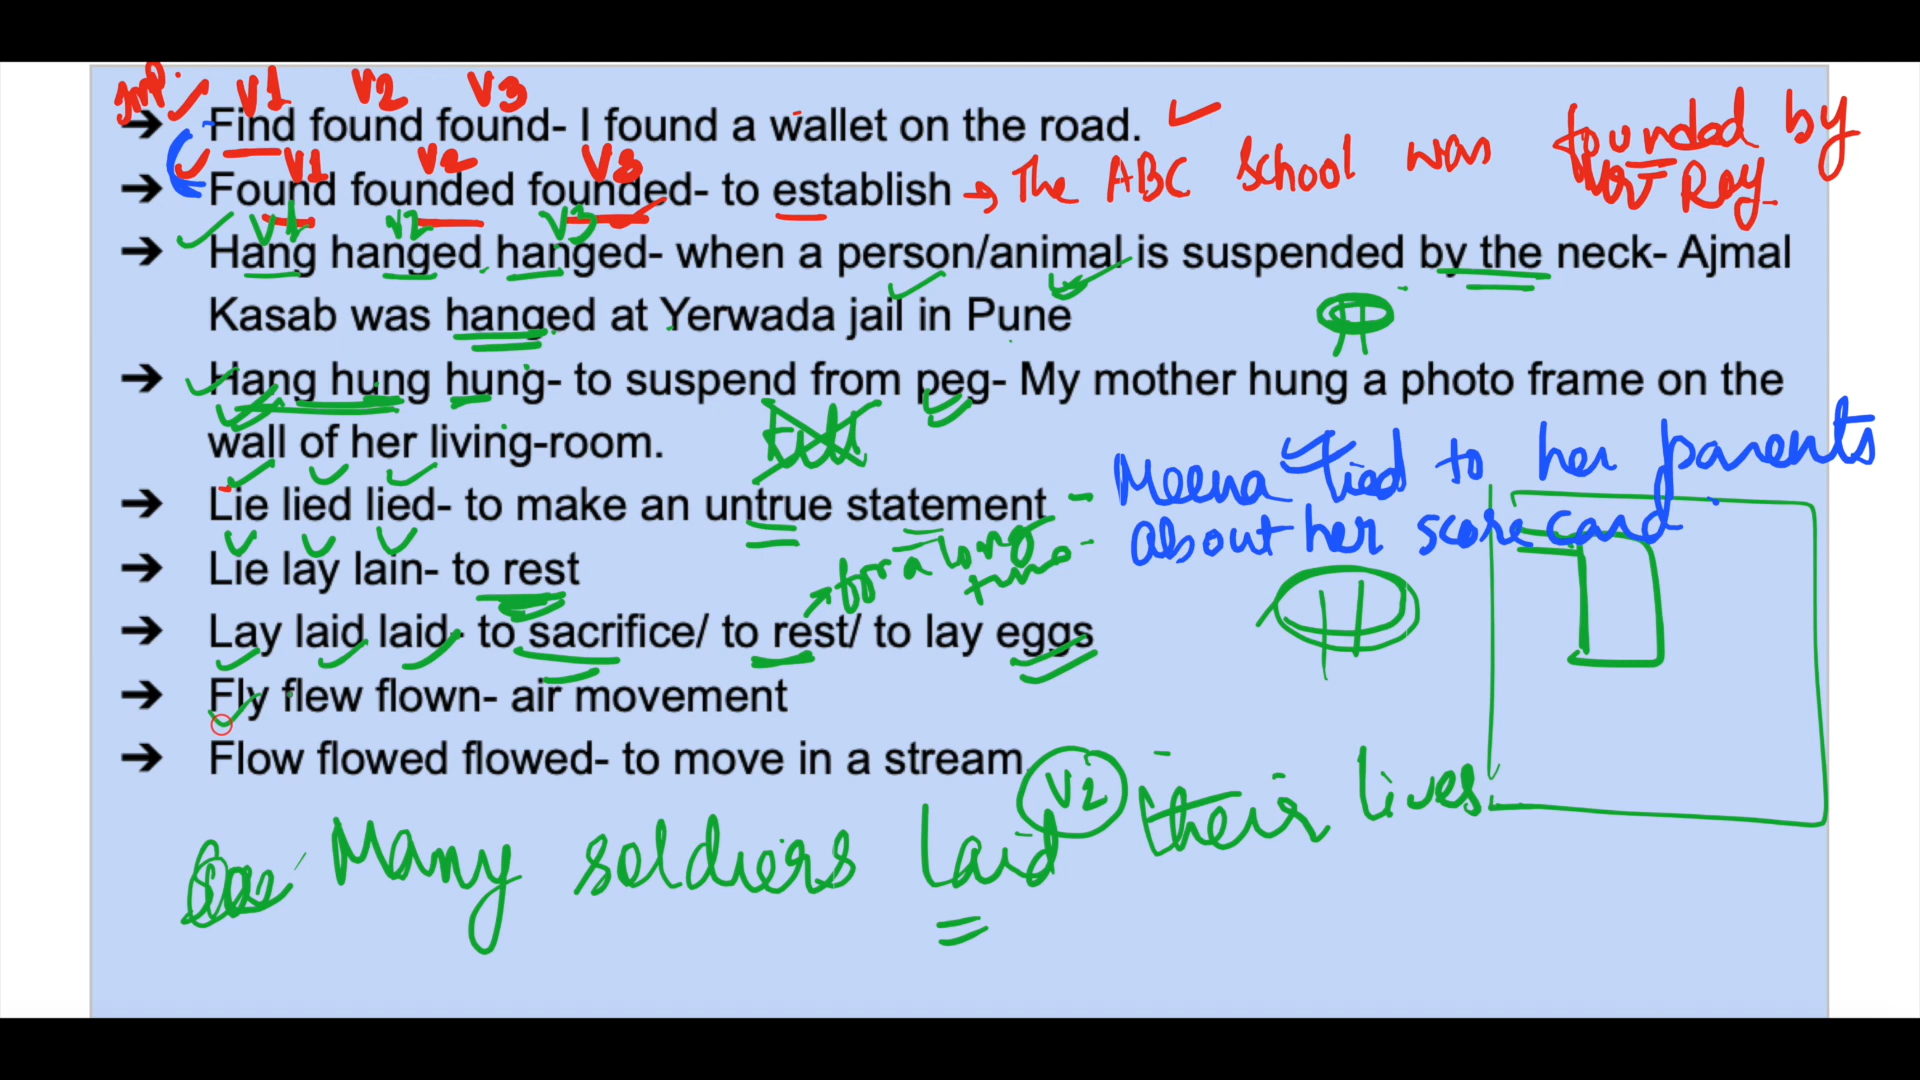 Imp.
V1 V2 V3
➔ Find found found- I found a wallet on the road.
V1 V2 V3
➔ Found founded founded- to establish → The ABC school was founded by
Mr Roy.
V1 V2 V3
➔ Hang hanged hanged- when a person/animal is suspended by the neck- Ajmal
Kasab was hanged at Yerwada jail in Pune
➔ Hang hung hung- to suspend from peg- My mother hung a photo frame on the
wall of her living-room.
➔ Lie lied lied- to make an untrue statement - Meena lied to her parents
about her score card.
➔ Lie lay lain- to rest
for a long
time
➔ Lay laid laid- to sacrifice/ to rest/ to lay eggs
➔ Fly flew flown- air movement
➔ Flow flowed flowed- to move in a stream
V2
Many soldiers laid their lives.